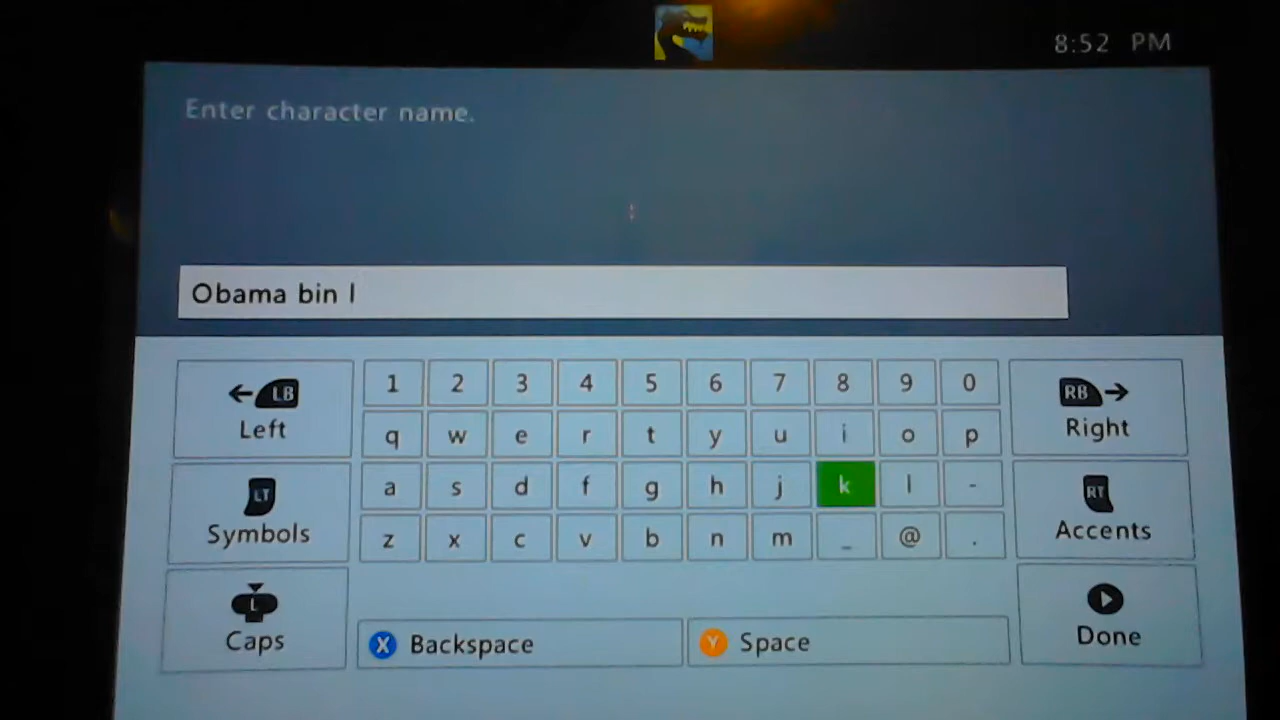 8:52 PM
Enter character name.
Obama bin l
LB
Left
1 2 3 4 5 6 7 8 9 0
RB
Right
q w e r t y u i o p
LT
Symbols
a s d f g h j k l -
RT
Accents
z x c v b n m _ @ .
L
Caps
X Backspace
Y Space
Done